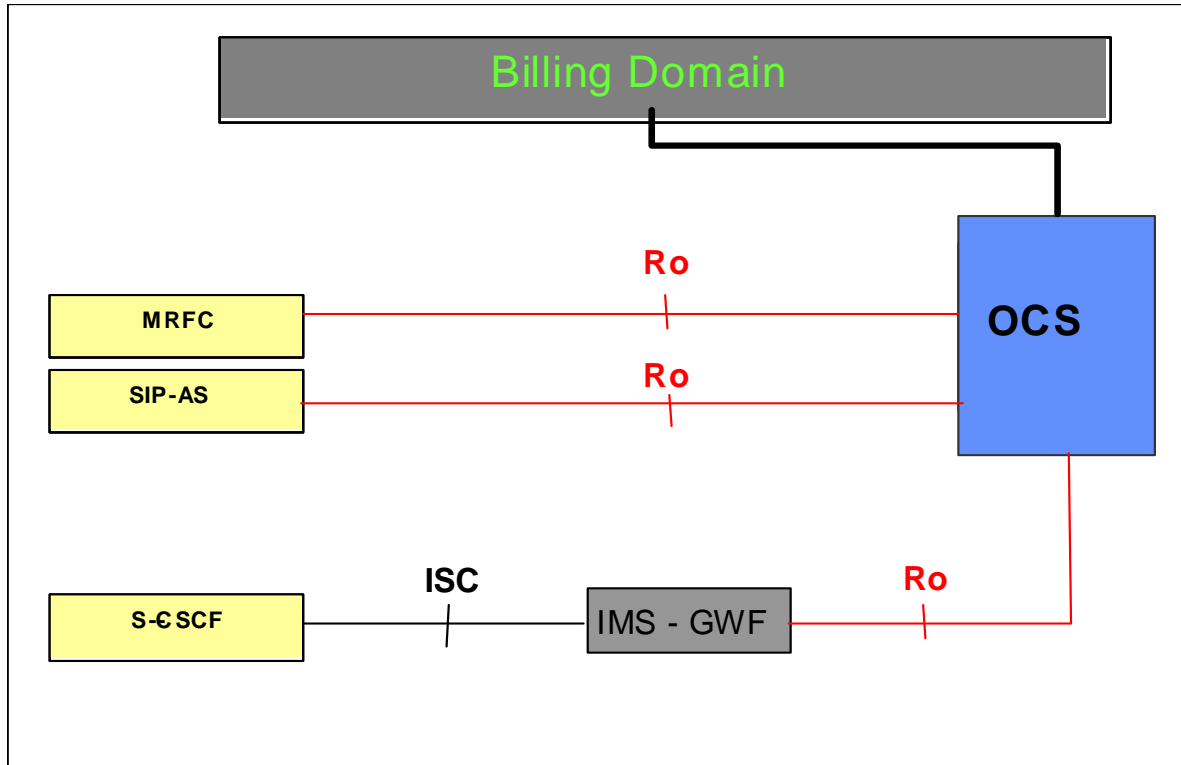 Billing Domain
Ro
MRFC
OCS
Ro
SIP-AS
ISC
Ro
S-CSCF
IMS - GWF